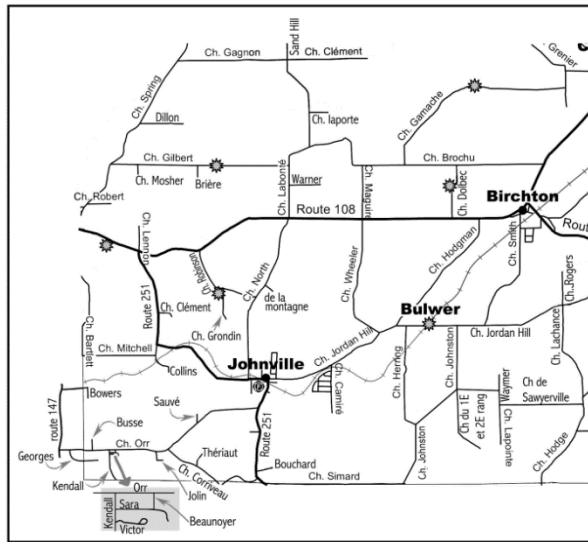 Sand Hill
Grenier
Ch. Gagnon
Ch. Clément
Ch. Spring
Ch. Gamache
Dillon
Ch. laporte
Ch. Gilbert
Ch. Brochu
Ch. Mosher
Brière
Ch. Labonté
Warner
Ch. Maguire
Ch. Dolbec
Ch. Robert
Birchton
Route 108
Rout
Ch. Lennon
Ch. Robinson
Ch. North
Ch. Wheeler
Ch. Hodgman
Ch. Smith
Ch. Rogers
de la
montagne
Route 251
Ch. Clément
Bulwer
Ch. Grondin
Ch. Bartlett
Ch. Jordan Hill
Ch. Jordan Hill
Ch. Lachance
Ch. Mitchell
Collins
Johnville
Ch. Camiré
Ch. Herring
Ch. Johnston
Bowers
Sauvé
Waymer
Ch de
Sawyerville
route 147
Busse
Route 251
Ch du 1E
et 2E rang
Ch. Lapointe
Ch. Orr
Thériaut
Georges
Ch. Corriveau
Bouchard
Ch. Johnston
Ch. Hodge
Kendall
Jolin
Ch. Simard
Orr
Kendall
Sara
Beaunoyer
Victor